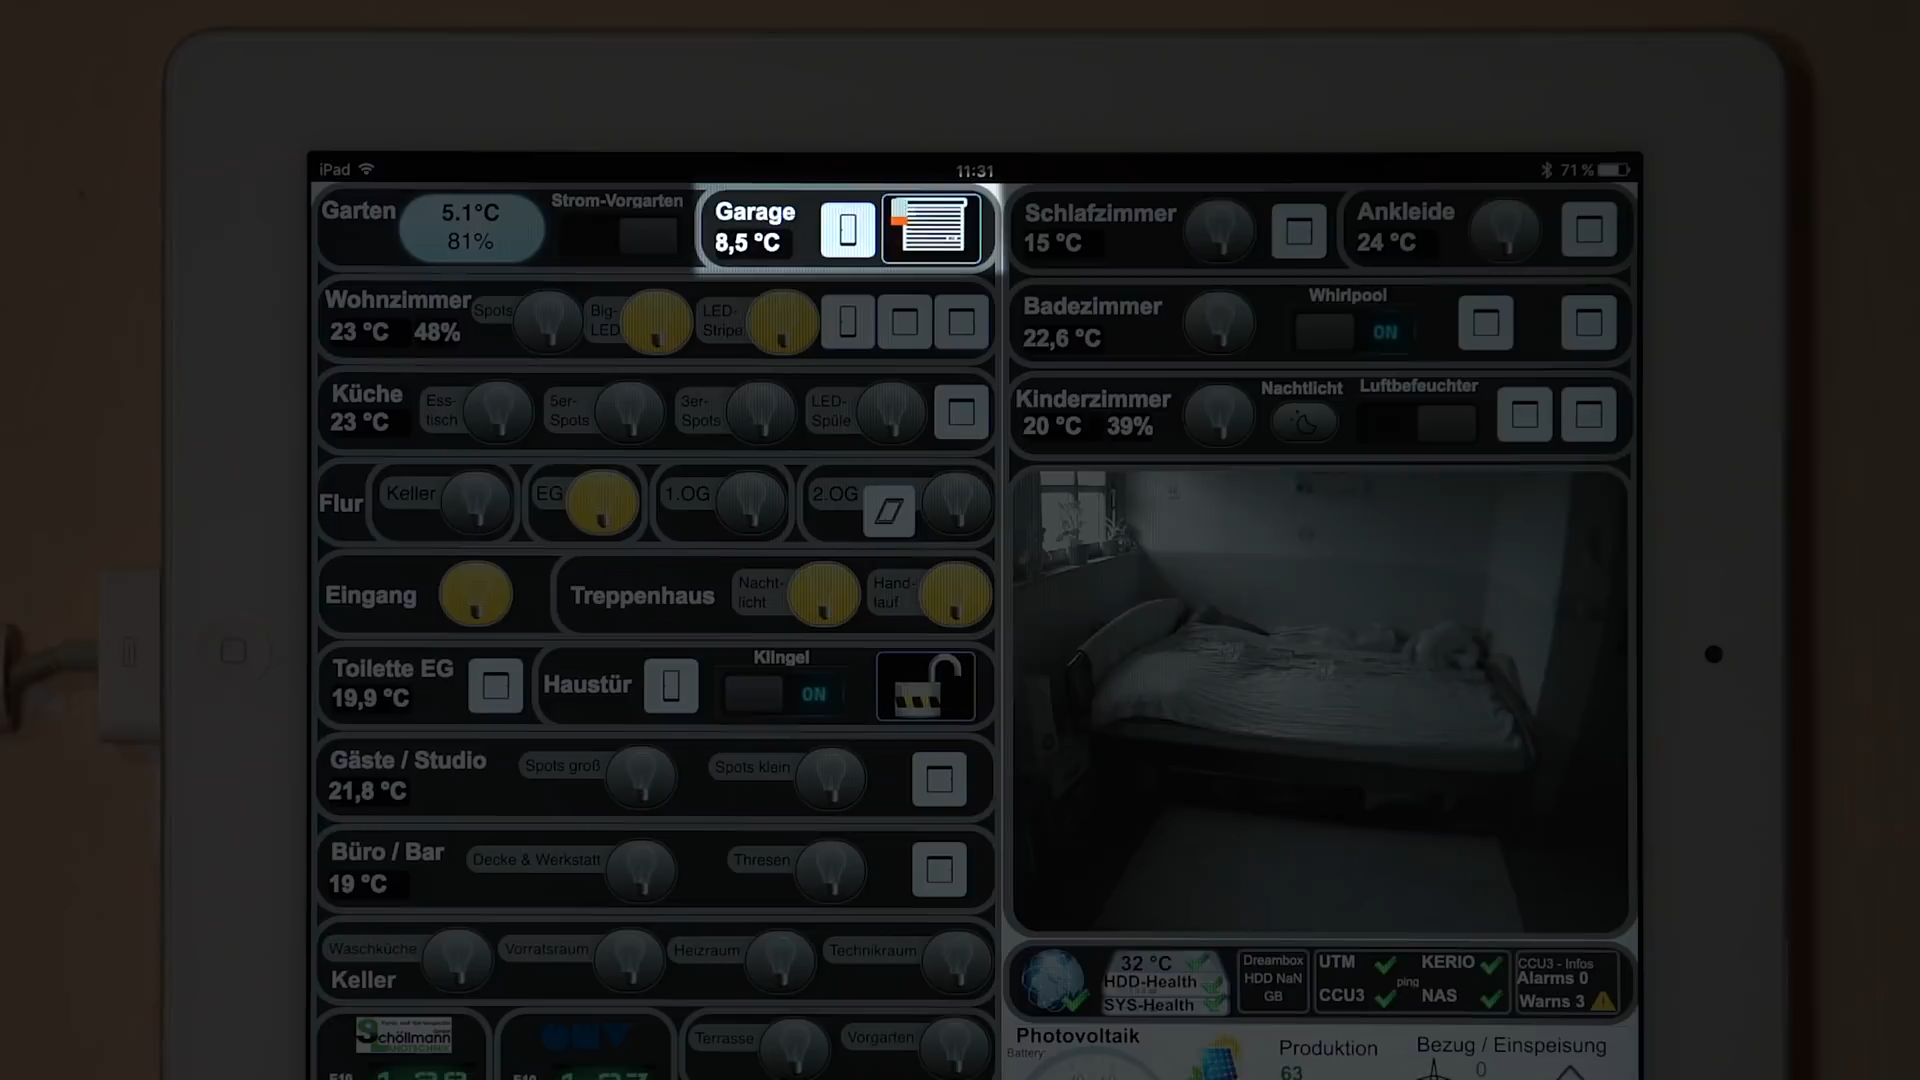 iPad
11:31
71 %
Garten
5.1°C
81%
Strom-Vorgarten
Garage
8,5 °C
Schlafzimmer
15 °C
Ankleide
24 °C
Wohnzimmer
23 °C 48%
Spots
Big-
LED
LED-
Stripe
Badezimmer
22,6 °C
Whirlpool
ON
Küche
23 °C
Ess-
tisch
5er-
Spots
3er-
Spots
LED-
Spüle
Kinderzimmer
20 °C 39%
Nachtlicht
Luftbefeuchter
Flur
Keller
EG
1.OG
2.OG
Eingang
Treppenhaus
Nacht-
licht
Hand-
lauf
Toilette EG
19,9 °C
Haustür
Klingel
ON
Gäste / Studio
21,8 °C
Spots groß
Spots klein
Büro / Bar
19 °C
Decke & Werkstatt
Thresen
Waschküche
Vorratsraum
Heizraum
Technikraum
Keller
32 °C
HDD-Health
SYS-Health
Dreambox
HDD NaN
GB
UTM
KERIO
ping
CCU3
NAS
CCU3 - Infos
Alarms 0
Warns 3
Schöllmann
Terrasse
Vorgarten
Photovoltaik
Battery:
Produktion
63
Bezug / Einspeisung
0